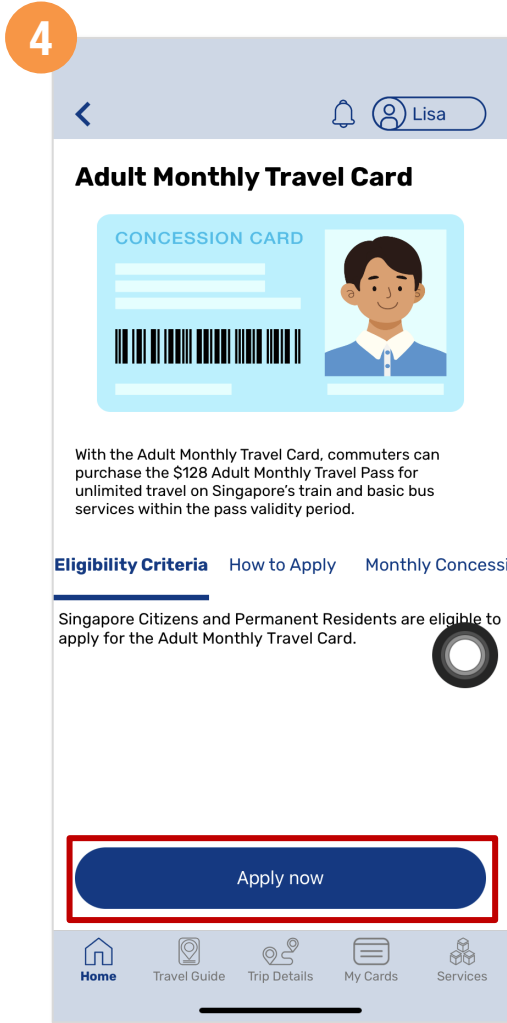 4
Lisa
Adult Monthly Travel Card
CONCESSION CARD
With the Adult Monthly Travel Card, commuters can
purchase the $128 Adult Monthly Travel Pass for
unlimited travel on Singapore's train and basic bus
services within the pass validity period.
Eligibility Criteria How to Apply Monthly Concessi
Singapore Citizens and Permanent Residents are eligible to
apply for the Adult Monthly Travel Card.
Apply now
Home Travel Guide Trip Details My Cards Services